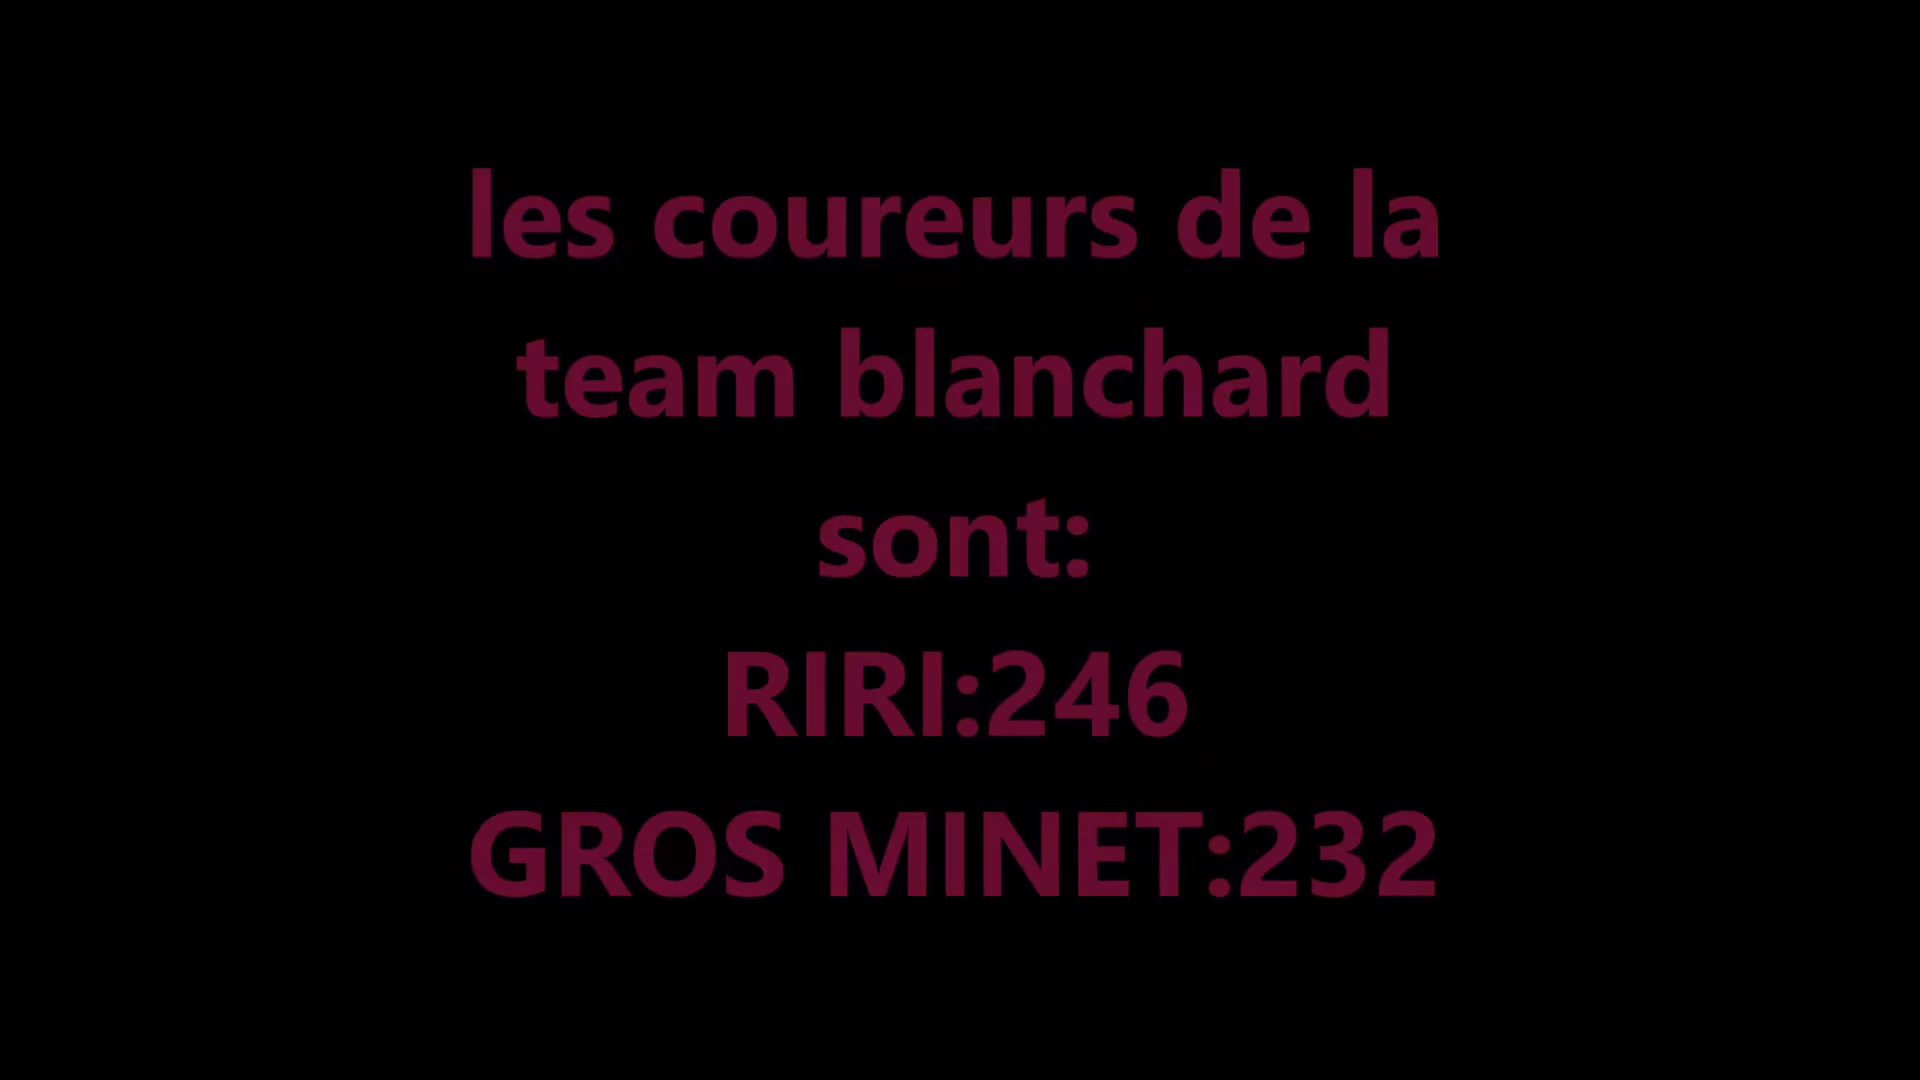 les coureurs de la
team blanchard
sont:
RIRI:246
GROS MINET:232